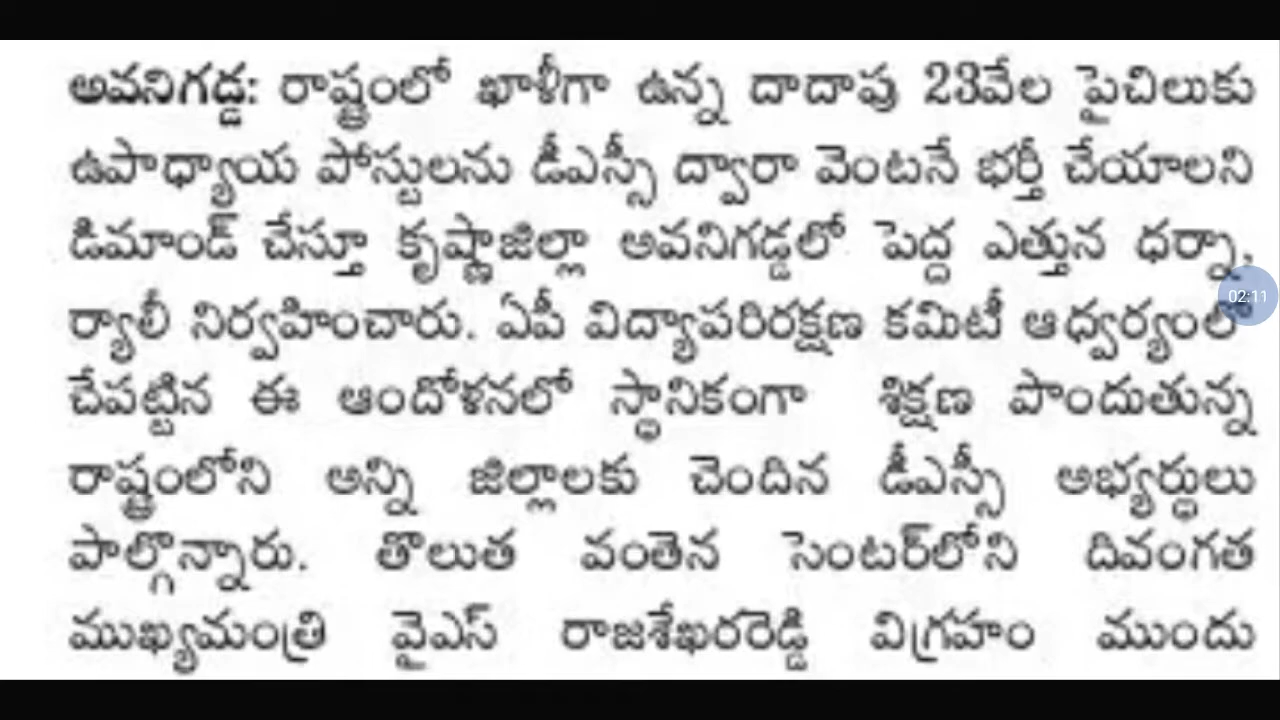 అవనిగడ్డ: రాష్ట్రంలో ఖాళీగా ఉన్న దాదాపు 23వేల పైచిలుకు
ఉపాధ్యాయ పోస్టులను డీఎస్సీ ద్వారా వెంటనే భర్తీ చేయాలని
డిమాండ్ చేస్తూ కృష్ణాజిల్లా అవనిగడ్డలో పెద్ద ఎత్తున ధర్నా,
ర్యాలీ నిర్వహించారు. ఏపీ విద్యాపరిరక్షణ కమిటీ ఆధ్వర్యంలో
02:11
చేపట్టిన ఈ ఆందోళనలో స్థానికంగా శిక్షణ పొందుతున్న
రాష్ట్రంలోని అన్ని జిల్లాలకు చెందిన డీఎస్సీ అభ్యర్థులు
పాల్గొన్నారు. తొలుత వంతెన సెంటర్‌లోని దివంగత
ముఖ్యమంత్రి వైఎస్ రాజశేఖరరెడ్డి విగ్రహం ముందు